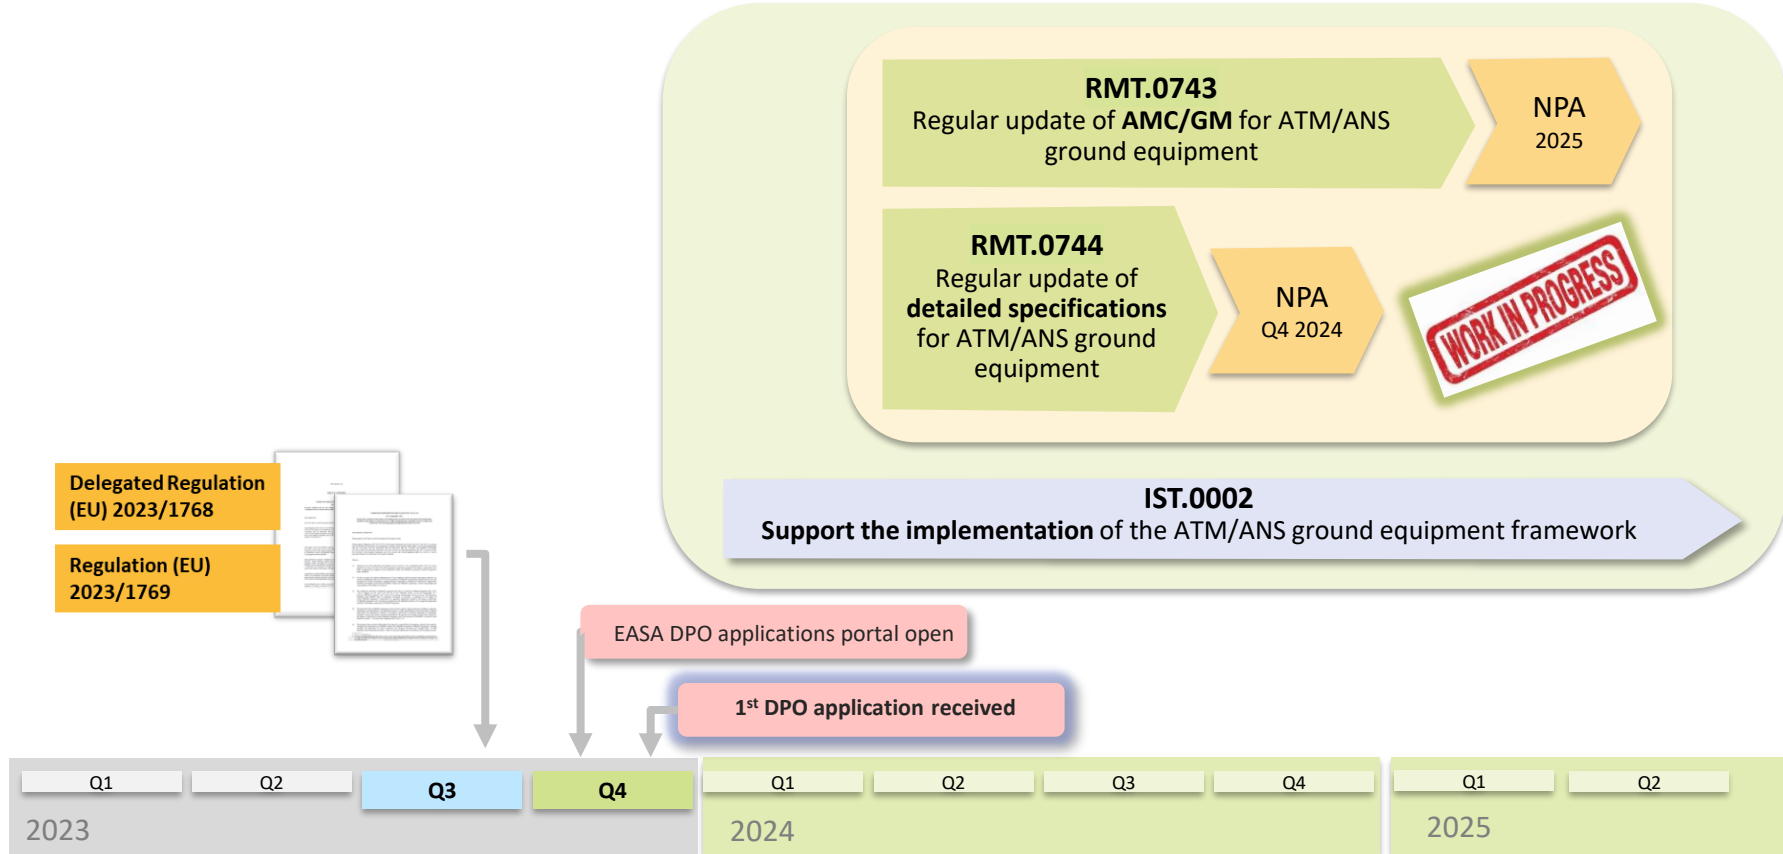 RMT.0743
Regular update of AMC/GM for ATM/ANS
ground equipment
NPA
2025
RMT.0744
Regular update of
detailed specifications
for ATM/ANS ground
equipment
NPA
Q4 2024
WORK IN PROGRESS
IST.0002
Support the implementation of the ATM/ANS ground equipment framework
Delegated Regulation
(EU) 2023/1768
Regulation (EU)
2023/1769
EASA DPO applications portal open
1st DPO application received
Q1
Q2
Q3
Q4
Q1
Q2
Q3
Q4
Q1
Q2
2023
2024
2025